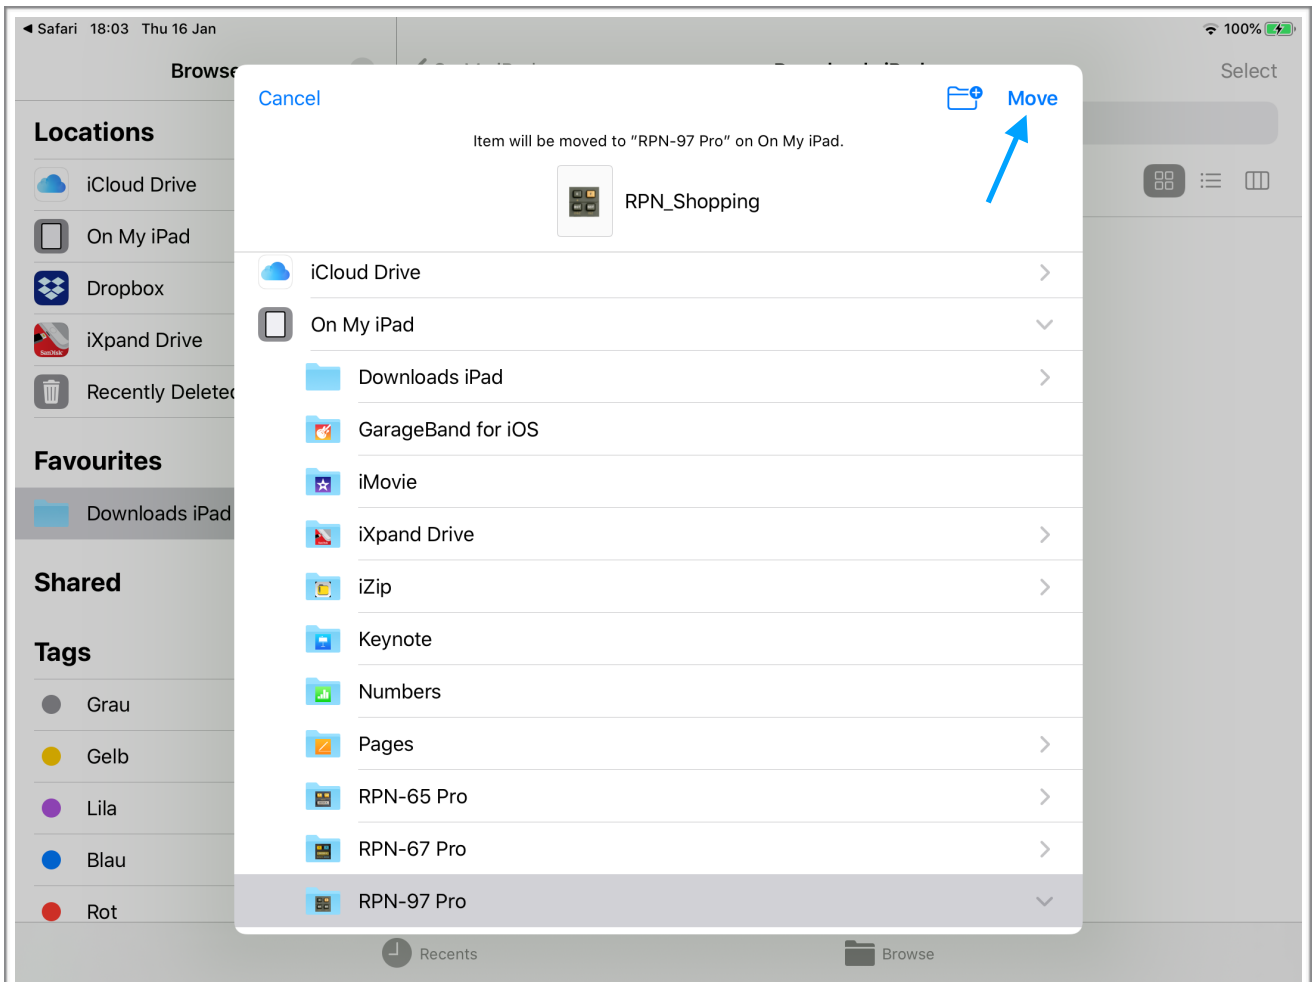 Safari 18:03 Thu 16 Jan 100%
Browse
Select
Cancel
Move
Item will be moved to "RPN-97 Pro" on On My iPad.
RPN_Shopping
Locations
iCloud Drive
On My iPad
Dropbox
iXpand Drive
Recently Deleted
Favourites
Downloads iPad
Shared
Tags
Grau
Gelb
Lila
Blau
Rot
iCloud Drive
On My iPad
Downloads iPad
GarageBand for iOS
iMovie
iXpand Drive
iZip
Keynote
Numbers
Pages
RPN-65 Pro
RPN-67 Pro
RPN-97 Pro
Recents
Browse